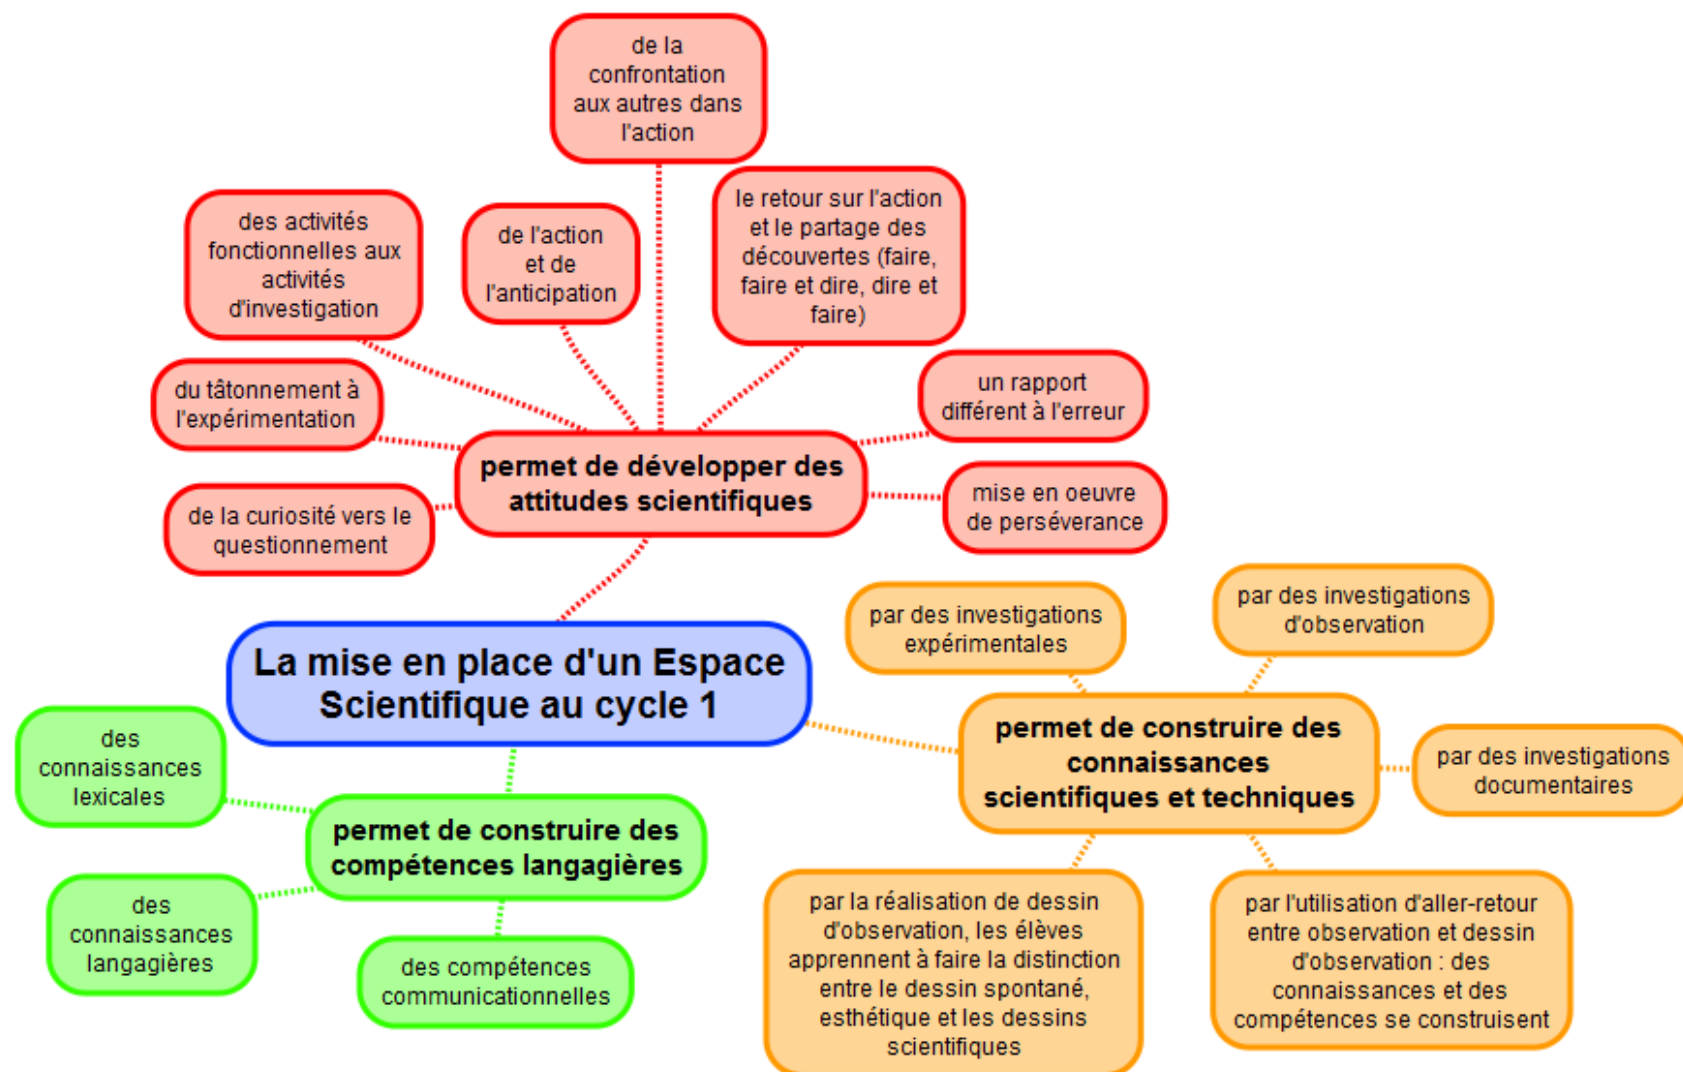 de la
confrontation
aux autres dans
l'action
des activités
fonctionnelles aux
activités
d'investigation
de l'action
et de
l'anticipation
le retour sur l'action
et le partage des
découvertes (faire,
faire et dire, dire et
faire)
du tâtonnement à
l'expérimentation
un rapport
différent à l'erreur
permet de développer des
attitudes scientifiques
de la curiosité vers le
questionnement
mise en oeuvre
de perséverance
La mise en place d'un Espace
Scientifique au cycle 1
par des investigations
expérimentales
par des investigations
d'observation
permet de construire des
connaissances
scientifiques et techniques
par des investigations
documentaires
par la réalisation de dessin
d'observation, les élèves
apprennent à faire la distinction
entre le dessin spontané,
esthétique et les dessins
scientifiques
par l'utilisation d'aller-retour
entre observation et dessin
d'observation : des
connaissances et des
compétences se construisent
des
connaissances
lexicales
permet de construire des
compétences langagières
des
connaissances
langagières
des compétences
communicationnelles